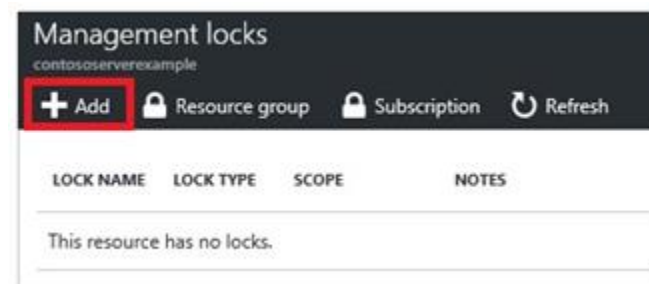 Management locks
contososerverexample
Add Resource group Subscription Refresh
LOCK NAME LOCK TYPE SCOPE NOTES
This resource has no locks.